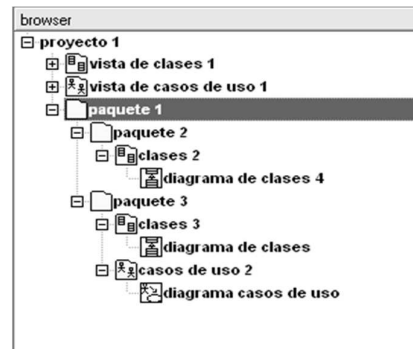 browser
proyecto 1
vista de clases 1
vista de casos de uso 1
paquete 1
paquete 2
clases 2
diagrama de clases 4
paquete 3
clases 3
diagrama de clases
casos de uso 2
diagrama casos de uso